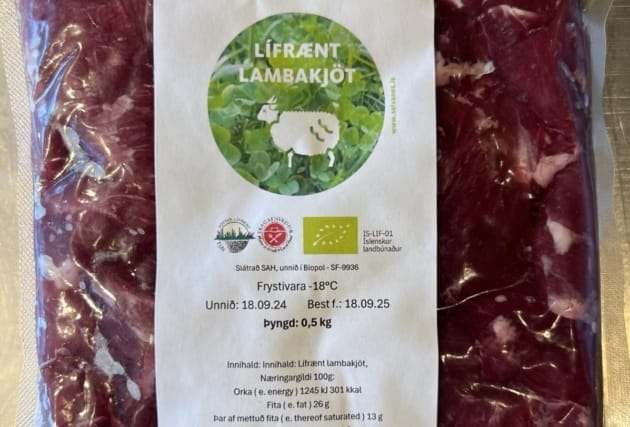 LÍFRÆNT
LAMBAKJÖT
IS-LIF-01
Íslenskur
landbúnaður
Slátrað SAH, unnið í Biopol - SF-9936
Frystivara -18°C
Unnið: 18.09.24 Best f.: 18.09.25
Þyngd: 0,5 kg
Innihald: Innihald: Lífrænt lambakjöt,
Næringargildi 100g:
Orka ( e. energy ) 1245 kJ 301 kkal
Fita ( e. fat ) 26 g
Þar af mettuð fita ( e. thereof saturated ) 13 g